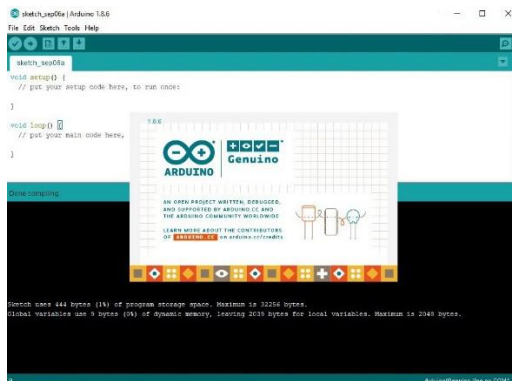 sketch_sep06a | Arduino 1.8.6
File Edit Sketch Tools Help
sketch_sep06a
void setup() {
// put your setup code here, to run once:
}
void loop() {
// put your main code here,
}
1.8.6
ARDUINO
Genuino
AN OPEN PROJECT WRITTEN, DEBUGGED,
AND SUPPORTED BY ARDUINO.CC AND
THE ARDUINO COMMUNITY WORLDWIDE
LEARN MORE ABOUT THE CONTRIBUTORS
OF ARDUINO.CC on arduino.cc/credits
Done compiling
Sketch uses 444 bytes (1%) of program storage space. Maximum is 32256 bytes.
Global variables use 9 bytes (0%) of dynamic memory, leaving 2039 bytes for local variables. Maximum is 2048 bytes.